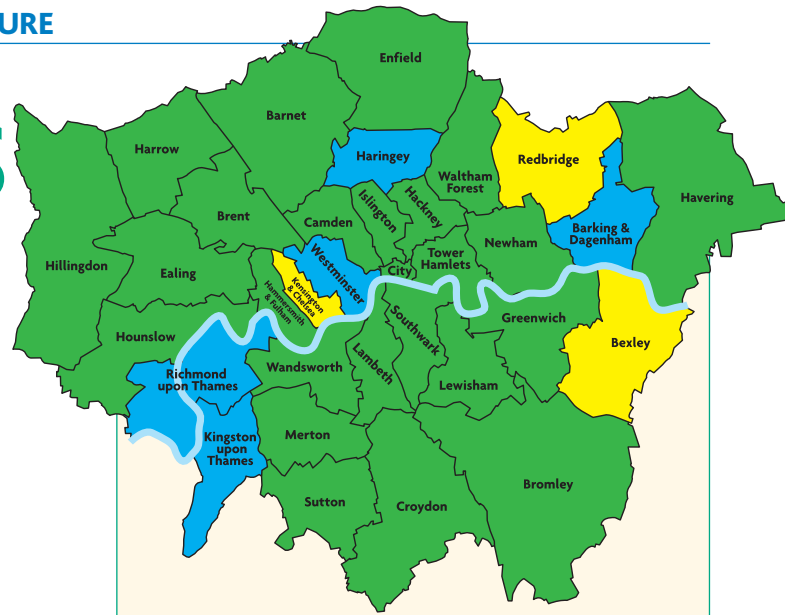 URE
Enfield
Barnet
Harrow
Haringey
Redbridge
Waltham
Forest
Havering
Islington
Hackney
Brent
Camden
Barking &
Dagenham
Newham
Tower
Hamlets
Westminster
City
Hillingdon
Ealing
Kensington
& Chelsea
Hammersmith
& Fulham
Southwark
Greenwich
Hounslow
Bexley
Lambeth
Wandsworth
Richmond
upon Thames
Lewisham
Merton
Kingston
upon
Thames
Bromley
Sutton
Croydon